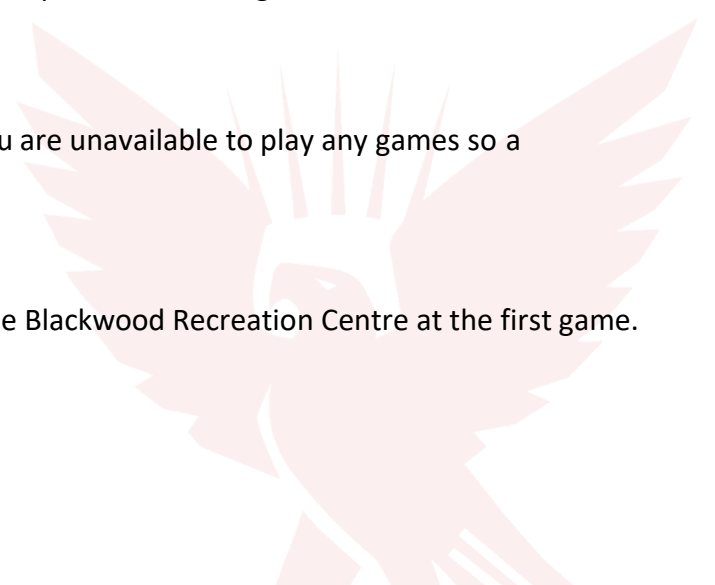 u are unavailable to play any games so a
e Blackwood Recreation Centre at the first game.